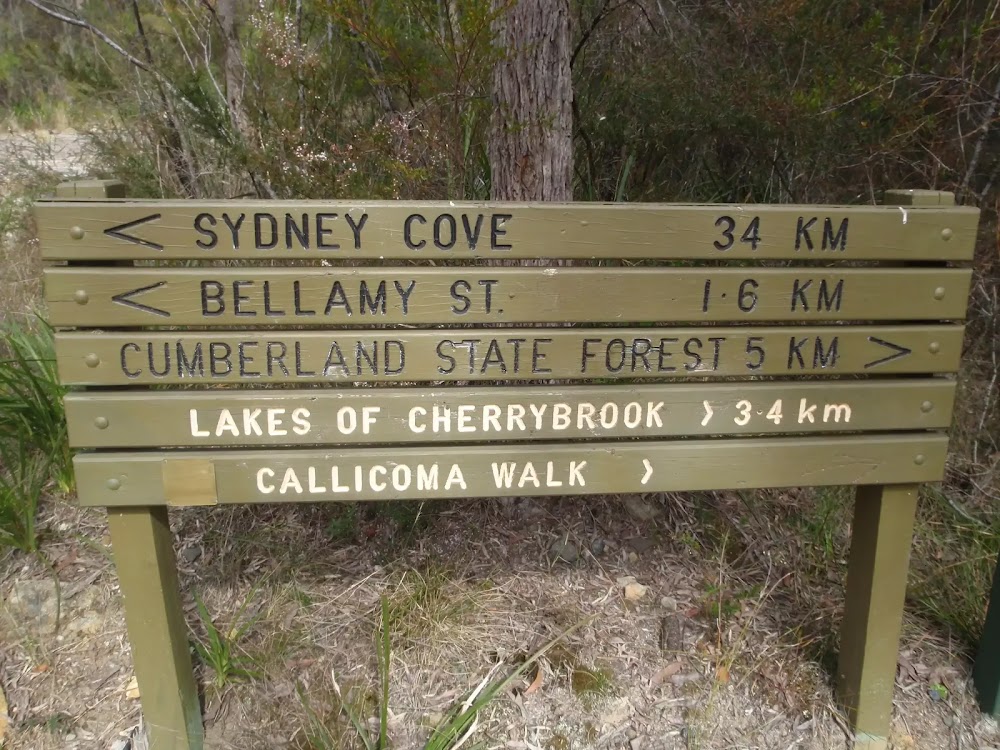 < SYDNEY COVE 34 KM
< BELLAMY ST. 1·6 KM
CUMBERLAND STATE FOREST 5 KM >
LAKES OF CHERRYBROOK > 3·4 km
CALLICOMA WALK >